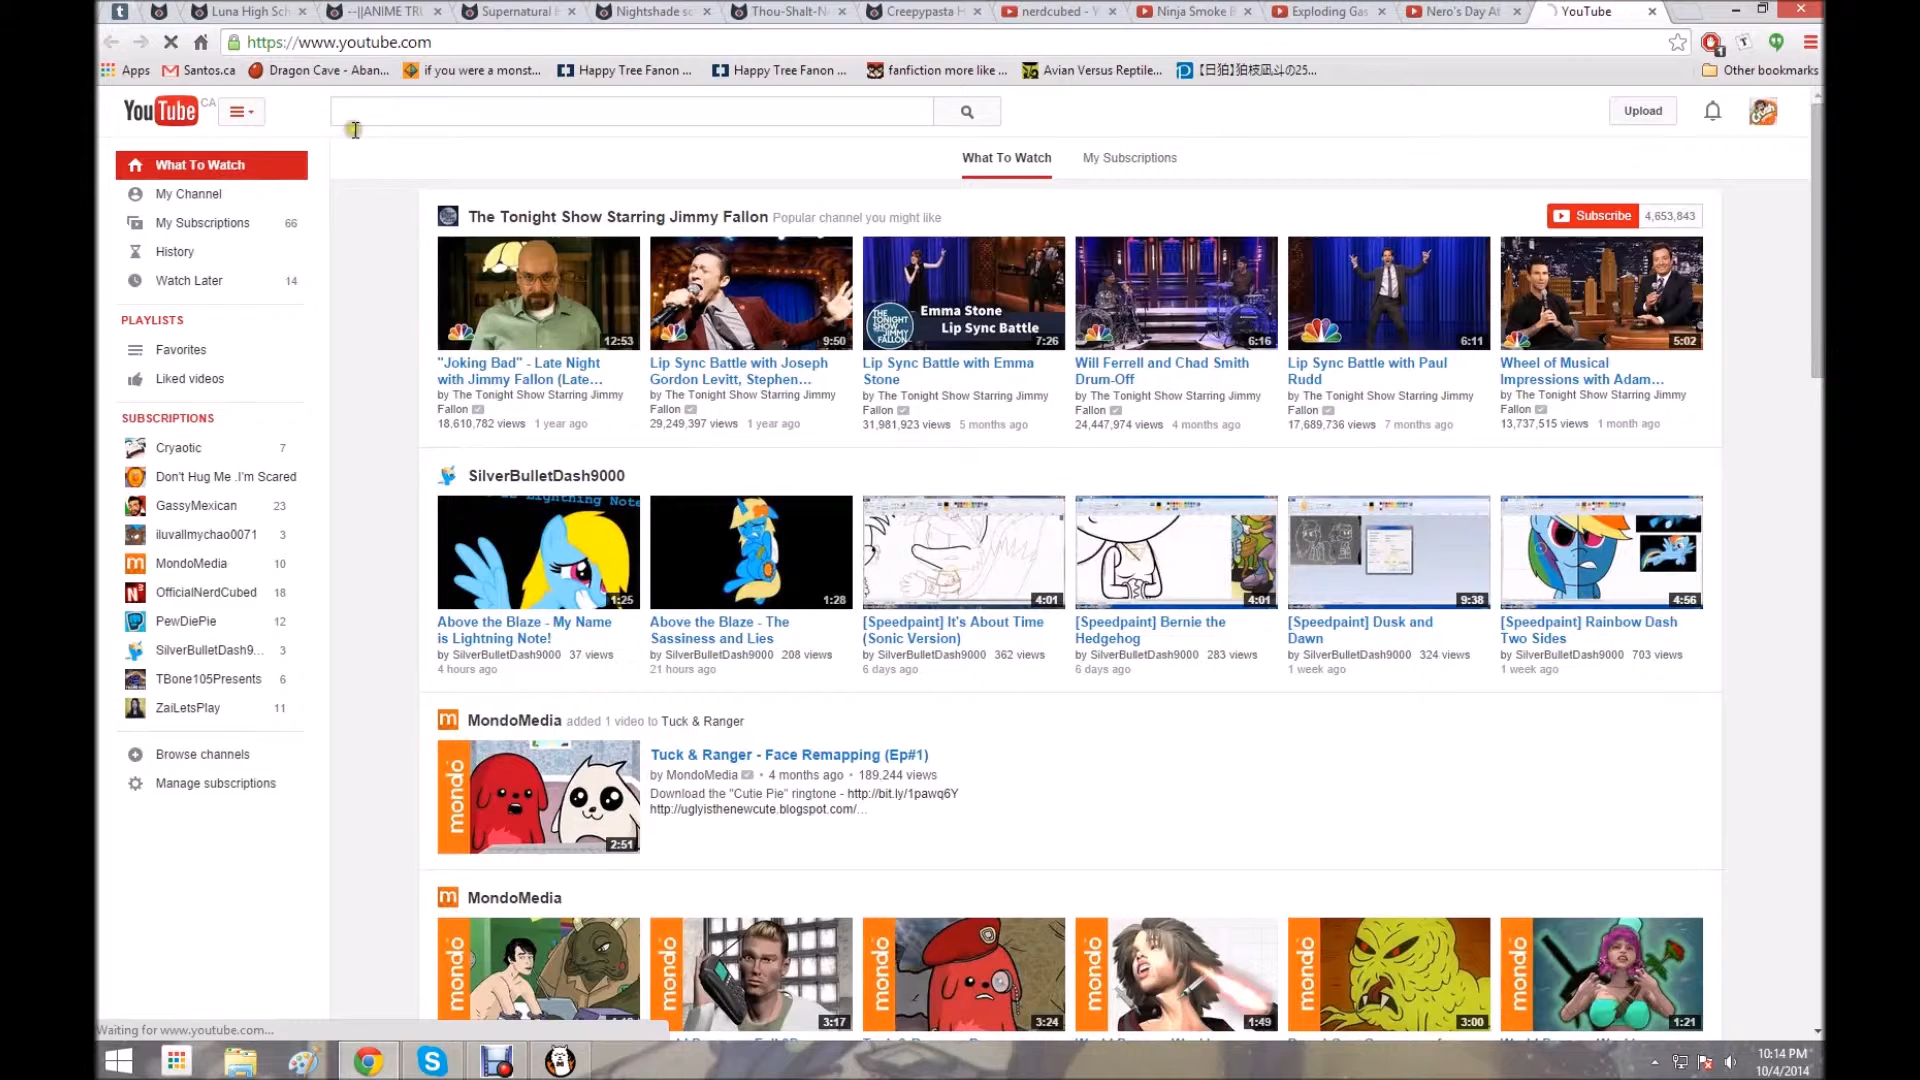 Luna High Sch
--||ANIME TRU
Supernatural H
Nightshade sc
Thou-Shalt-N
Creepypasta H
nerdcubed - Y
Ninja Smoke B
Exploding Gas
Nero's Day At
YouTube
https://www.youtube.com
Apps
Santos.ca
Dragon Cave - Aban...
if you were a monst...
Happy Tree Fanon ...
Happy Tree Fanon ...
fanfiction more like ...
Avian Versus Reptile...
Other bookmarks
YouTube CA
Upload
What To Watch
My Subscriptions
What To Watch
My Channel
My Subscriptions 66
History
Watch Later 14
PLAYLISTS
Favorites
Liked videos
SUBSCRIPTIONS
Cryaotic 7
Don't Hug Me .I'm Scared
GassyMexican 23
iluvallmychao0071 3
MondoMedia 10
OfficialNerdCubed 18
PewDiePie 12
SilverBulletDash9... 3
TBone105Presents 6
ZaiLetsPlay 11
Browse channels
Manage subscriptions
The Tonight Show Starring Jimmy Fallon Popular channel you might like
Subscribe 4,653,843
12:53
9:50
THE TONIGHT SHOW JIMMY FALLON
Emma Stone
Lip Sync Battle
7:26
6:16
6:11
5:02
"Joking Bad" - Late Night
with Jimmy Fallon (Late...
by The Tonight Show Starring Jimmy
Fallon
18,610,782 views 1 year ago
Lip Sync Battle with Joseph
Gordon Levitt, Stephen...
by The Tonight Show Starring Jimmy
Fallon
29,249,397 views 1 year ago
Lip Sync Battle with Emma
Stone
by The Tonight Show Starring Jimmy
Fallon
31,981,923 views 5 months ago
Will Ferrell and Chad Smith
Drum-Off
by The Tonight Show Starring Jimmy
Fallon
24,447,974 views 4 months ago
Lip Sync Battle with Paul
Rudd
by The Tonight Show Starring Jimmy
Fallon
17,689,736 views 7 months ago
Wheel of Musical
Impressions with Adam...
by The Tonight Show Starring Jimmy
Fallon
13,737,515 views 1 month ago
SilverBulletDash9000
1:25
1:28
4:01
4:01
9:38
4:56
Above the Blaze - My Name
is Lightning Note!
by SilverBulletDash9000 37 views
4 hours ago
Above the Blaze - The
Sassiness and Lies
by SilverBulletDash9000 208 views
21 hours ago
[Speedpaint] It's About Time
(Sonic Version)
by SilverBulletDash9000 362 views
6 days ago
[Speedpaint] Bernie the
Hedgehog
by SilverBulletDash9000 283 views
6 days ago
[Speedpaint] Dusk and
Dawn
by SilverBulletDash9000 324 views
1 week ago
[Speedpaint] Rainbow Dash
Two Sides
by SilverBulletDash9000 703 views
1 week ago
MondoMedia added 1 video to Tuck & Ranger
mondo
2:51
Tuck & Ranger - Face Remapping (Ep#1)
by MondoMedia • 4 months ago • 189,244 views
Download the "Cutie Pie" ringtone - http://bit.ly/1pawq6Y
http://uglyisthenewcute.blogspot.com/...
MondoMedia
mondo
mondo
3:17
mondo
3:24
mondo
1:49
mondo
3:00
mondo
1:21
Waiting for www.youtube.com...
10:14 PM
10/4/2014